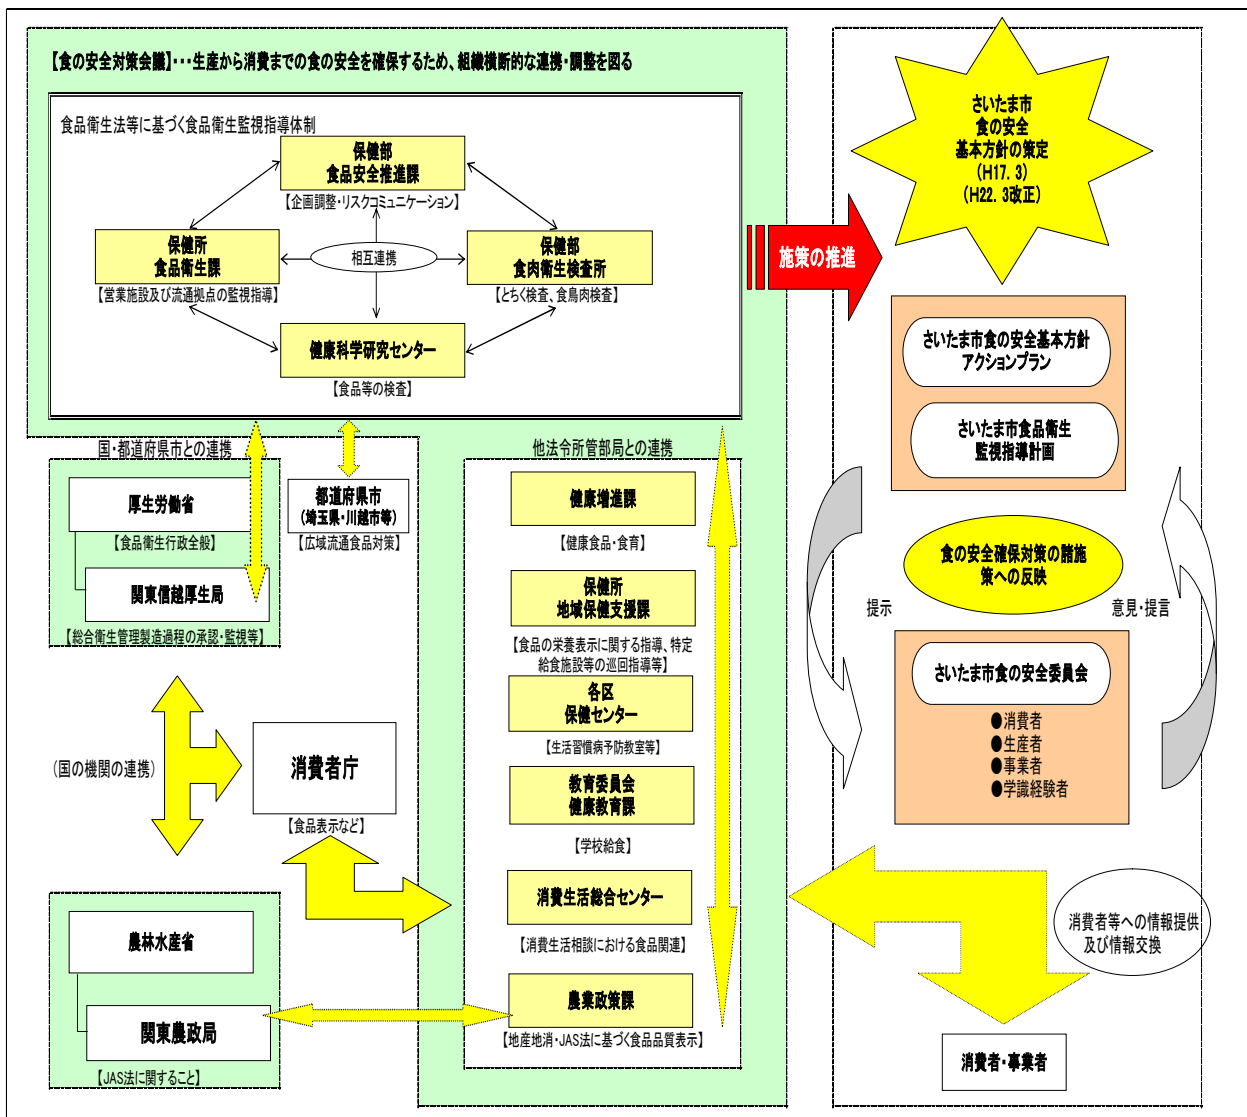 【食の安全対策会議】･･･生産から消費までの食の安全を確保するため、組織横断的な連携・調整を図る
食品衛生法等に基づく食品衛生監視指導体制
保健部
食品安全推進課
【企画調整・リスクコミュニケーション】
保健所
食品衛生課
【営業施設及び流通拠点の監視指導】
相互連携
保健部
食肉衛生検査所
【とちく検査、食鳥肉検査】
健康科学研究センター
【食品等の検査】
施策の推進
さいたま市
食の安全
基本方針の策定
（H17. 3）
（H22. 3改正）
さいたま市食の安全基本方針
アクションプラン
さいたま市食品衛生
監視指導計画
食の安全確保対策の諸施
策への反映
提示
意見・提言
さいたま市食の安全委員会
●消費者
●生産者
●事業者
●学識経験者
消費者等への情報提供
及び情報交換
消費者・事業者
国・都道府県市との連携
厚生労働省
【食品衛生行政全般】
関東信越厚生局
【総合衛生管理製造過程の承認・監視等】
都道府県市
（埼玉県・川越市等）
【広域流通食品対策】
（国の機関の連携）
消費者庁
【食品表示など】
農林水産省
関東農政局
【JAS法に関すること】
他法令所管部局との連携
健康増進課
【健康食品・食育】
保健所
地域保健支援課
【食品の栄養表示に関する指導、特定
給食施設等の巡回指導等】
各区
保健センター
【生活習慣病予防教室等】
教育委員会
健康教育課
【学校給食】
消費生活総合センター
【消費生活相談における食品関連】
農業政策課
【地産地消・JAS法に基づく食品品質表示】